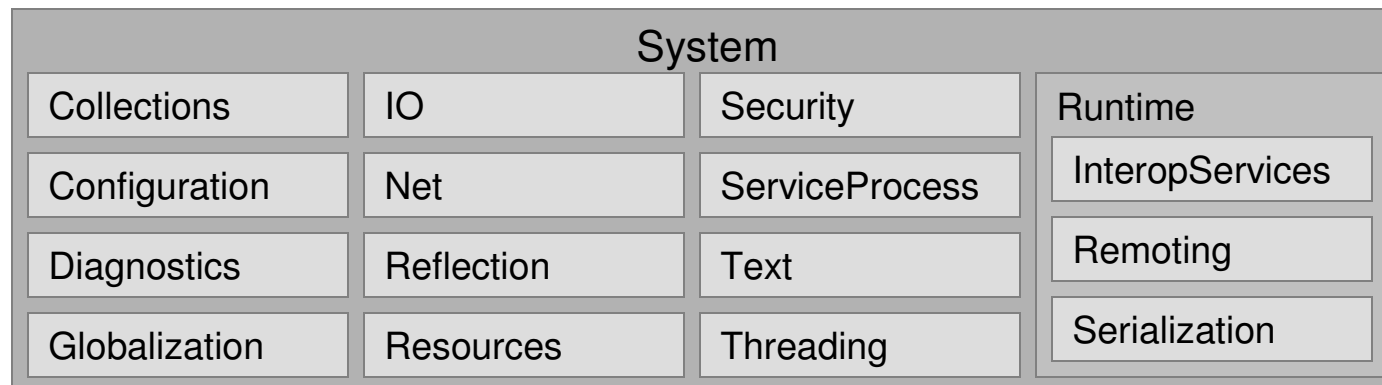 System
Collections
IO
Security
Runtime
Configuration
Net
ServiceProcess
InteropServices
Diagnostics
Reflection
Text
Remoting
Globalization
Resources
Threading
Serialization